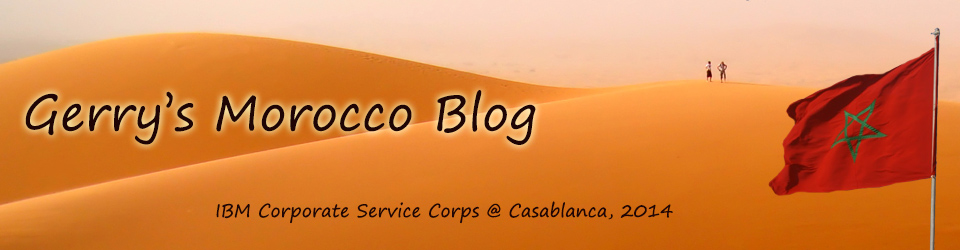 Gerry's Morocco Blog
IBM Corporate Service Corps @ Casablanca, 2014